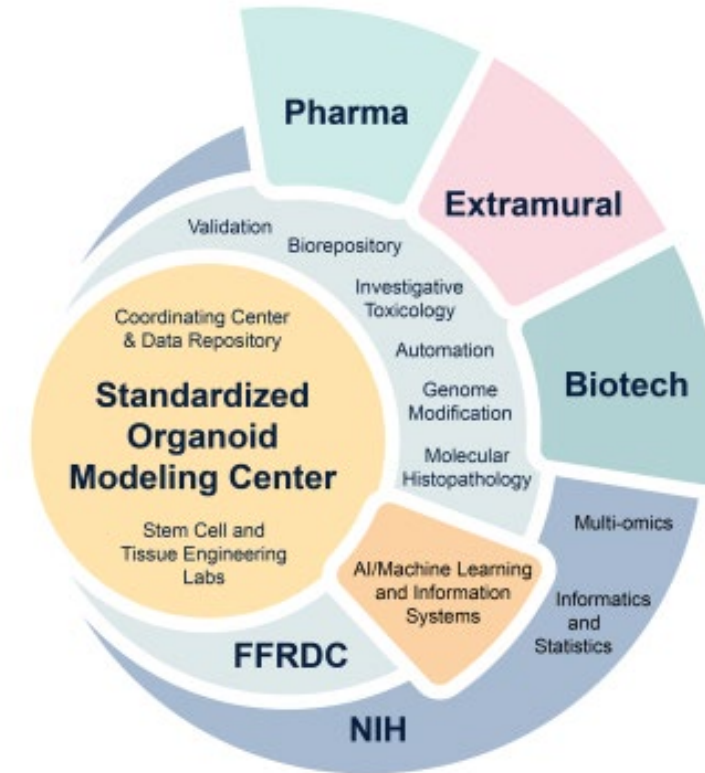 Pharma
Extramural
Biotech
Validation
Biorepository
Investigative
Toxicology
Automation
Genome
Modification
Molecular
Histopathology
Coordinating Center
& Data Repository
Standardized
Organoid
Modeling Center
Stem Cell and
Tissue Engineering
Labs
AI/Machine Learning
and Information
Systems
Multi-omics
Informatics
and
Statistics
FFRDC
NIH